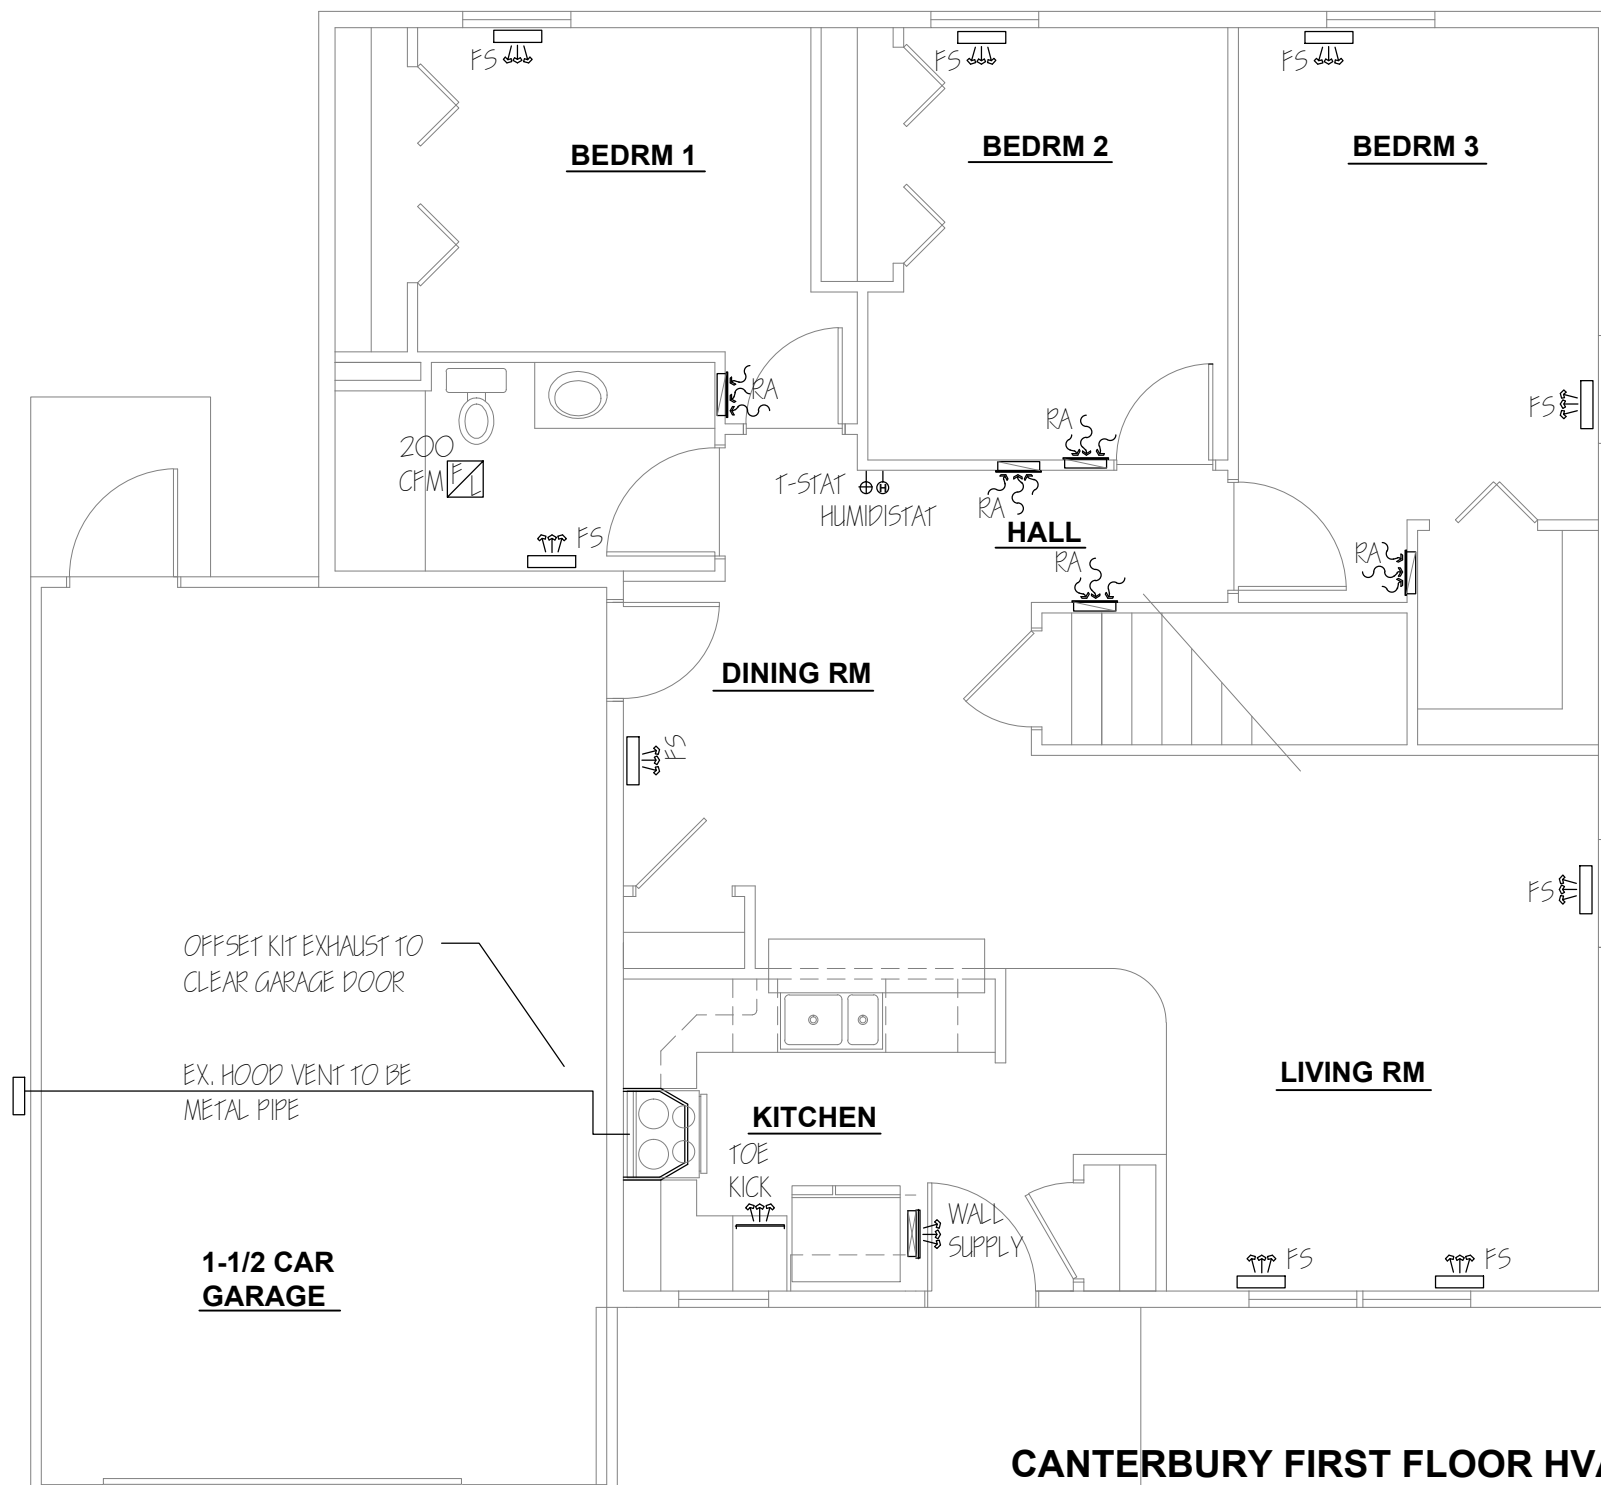 FS
FS
FS
BEDRM 1
BEDRM 2
BEDRM 3
RA
FS
RA
200
CFM
F
L
T-STAT
H
HUMIDISTAT
RA
HALL
FS
RA
RA
DINING RM
FS
FS
OFFSET KIT EXHAUST TO
CLEAR GARAGE DOOR
EX. HOOD VENT TO BE
METAL PIPE
LIVING RM
KITCHEN
TOE
KICK
WALL
SUPPLY
1-1/2 CAR
GARAGE
FS
FS
CANTERBURY FIRST FLOOR HVA